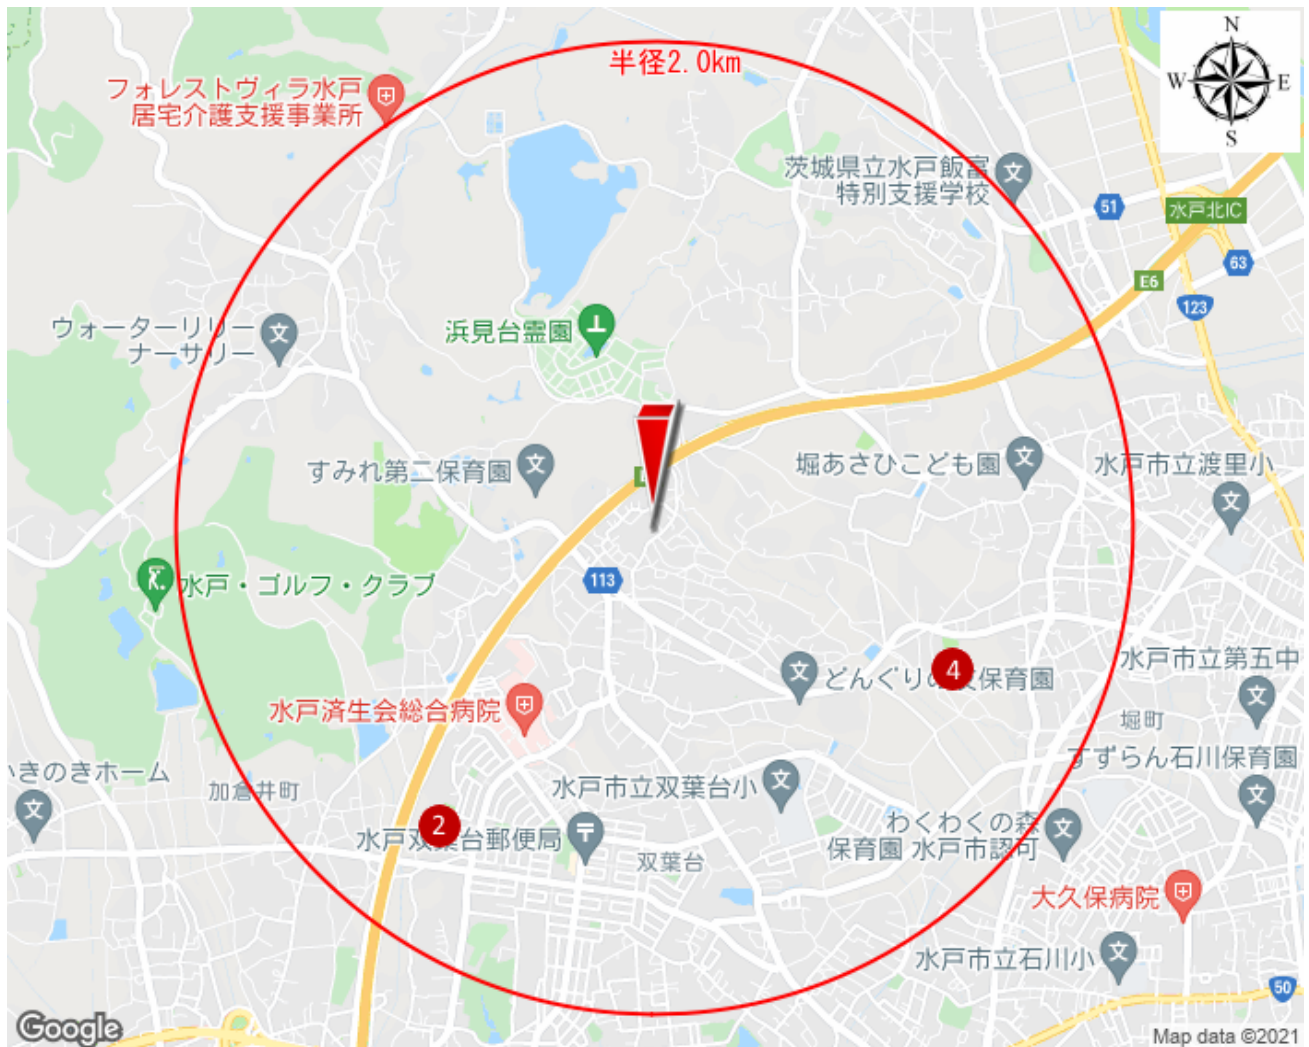 半径2.0km
N
W
E
S
フォレストヴィラ水戸
居宅介護支援事業所
茨城県立水戸飯富
特別支援学校
51
水戸北IC
63
E6
123
ウォーターリリー
ナーサリー
浜見台霊園
すみれ第二保育園
堀あさひこども園
水戸市立渡里小
水戸・ゴルフ・クラブ
113
どんぐりの
保育園
4
水戸市立第五中
水戸済生会総合病院
堀町
すずらん石川保育園
いきのきホーム
加倉井町
水戸市立双葉台小
2
水戸双葉台郵便局
わくわくの森
保育園 水戸市認可
双葉台
大久保病院
水戸市立石川小
50
Google
Map data ©2021